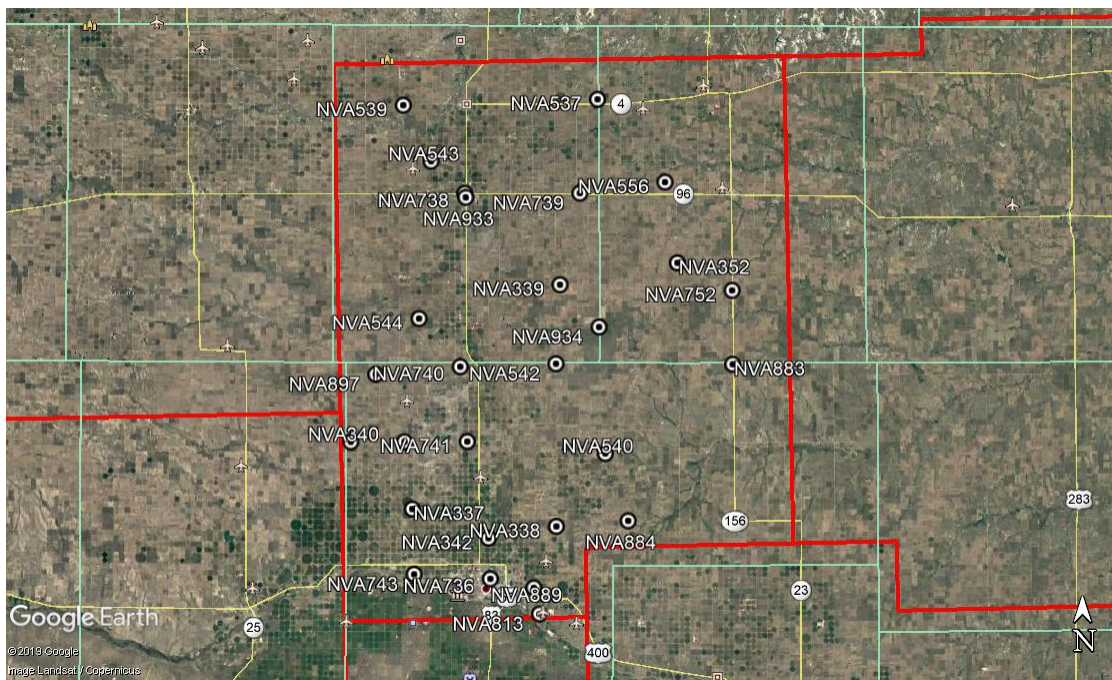 NVA539
NVA537
4
NVA543
NVA738
NVA739
NVA556
96
NVA933
NVA352
NVA339
NVA752
NVA544
NVA934
NVA897
NVA740
NVA542
NVA883
NVA340
NVA741
NVA540
283
NVA337
NVA338
156
NVA342
NVA884
NVA743
NVA736
NVA889
23
Google Earth
83
NVA813
25
N
400
©2019 Google
Image Landsat / Copernicus